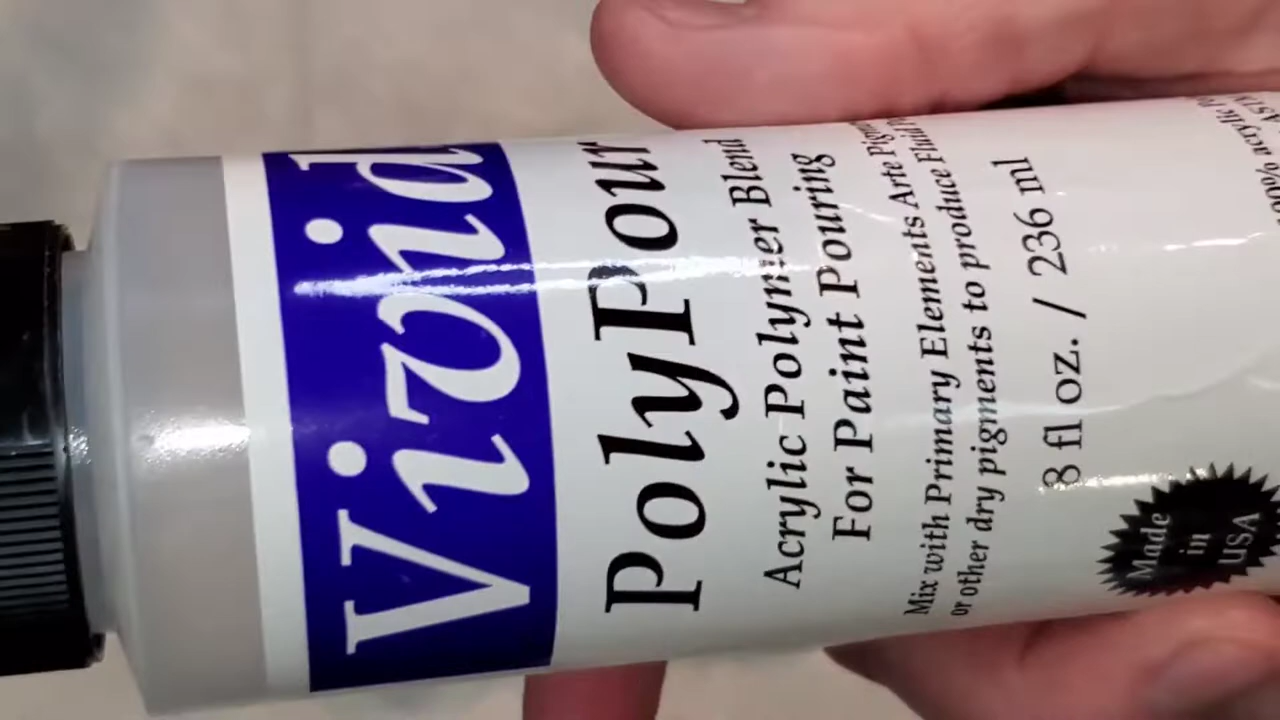 Vivid
PolyPour
Acrylic Polymer Blend
For Paint Pouring
Mix with Primary Elements Arte
or other dry pigments to produce Fluid
8 fl oz. / 236 ml
Made
in
USA
acrylic